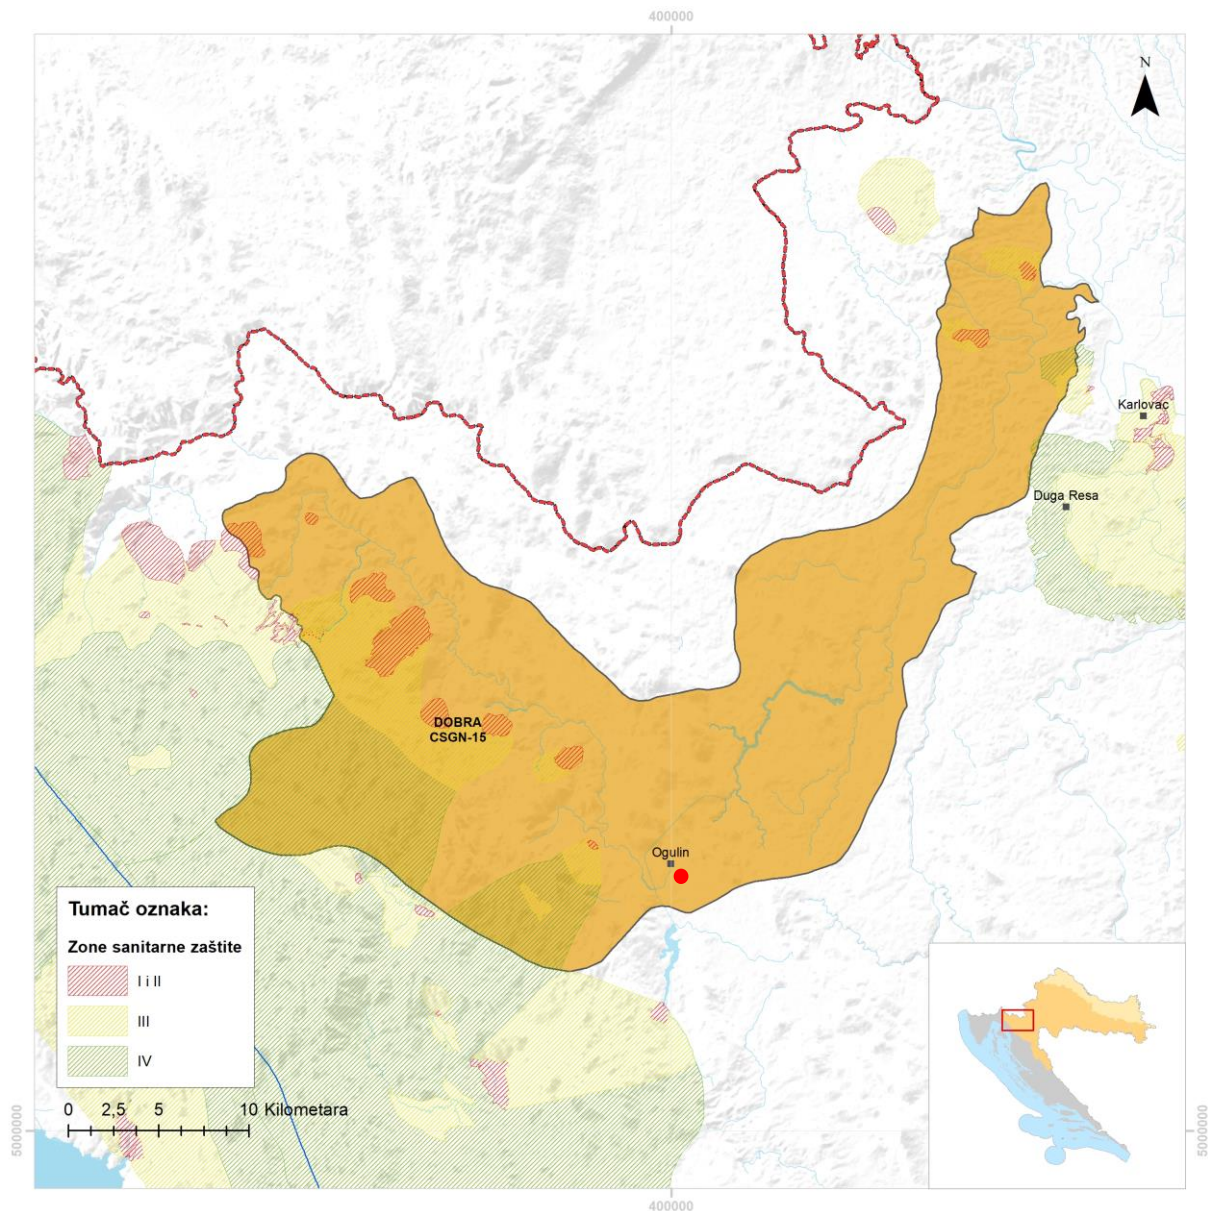 400000
N
Karlovac
Duga Resa
DOBRA
CSGN-15
Ogulin
Tumač oznaka:
Zone sanitarne zaštite
I i II
III
IV
0 2,5 5 10 Kilometara
5000000
5000000
400000